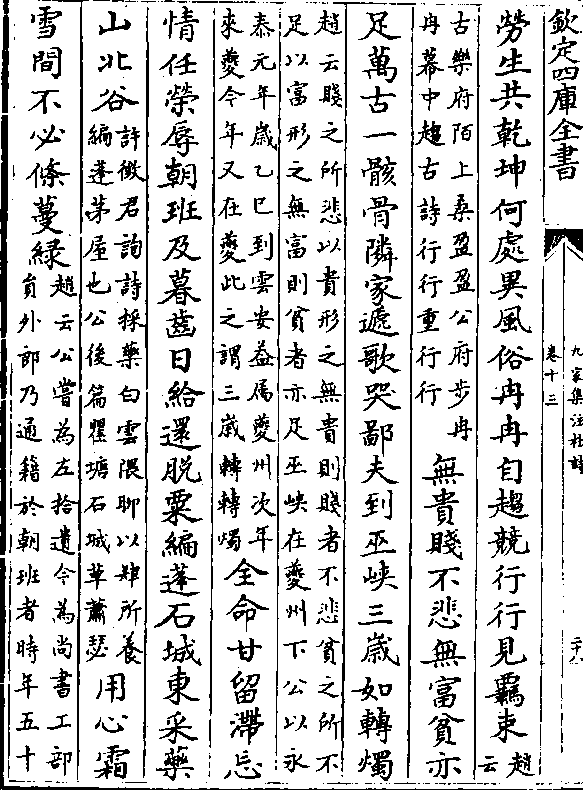 欽定四庫全書
九家集注杜詩
卷十三
勞生共乾坤何處異風俗冉冉自趨競行行見羈束趙云
古樂府陌上桑盈盈公府步冉
冉幕中趨古詩行行重行行
無貴賤不悲無富貧亦
足萬古一骸骨隣家遞歌哭鄙夫到巫峽三歲如轉燭
趙云賤之所悲以貴形之無貴則賤者不悲貧之所不
足以富形之無富則貧者亦足巫峽在夔州下公以永
泰元年歲乙巳到雲安益屬夔州次年
來夔今年又在夔此之謂三歲轉轉燭
全命甘留滯忘
情任榮辱朝班及暮齒日給還脫粟編蓬石城東采藥
山北谷
許徵君詢詩採藥白雲隈聊以肆所養
編蓬茅屋也公後篇瞿塘石城草蕭瑟
用心霜
雪間不必條蔓緑
趙云公嘗為左拾遺今為尚書工部
員外郎乃通籍於朝班者時年五十